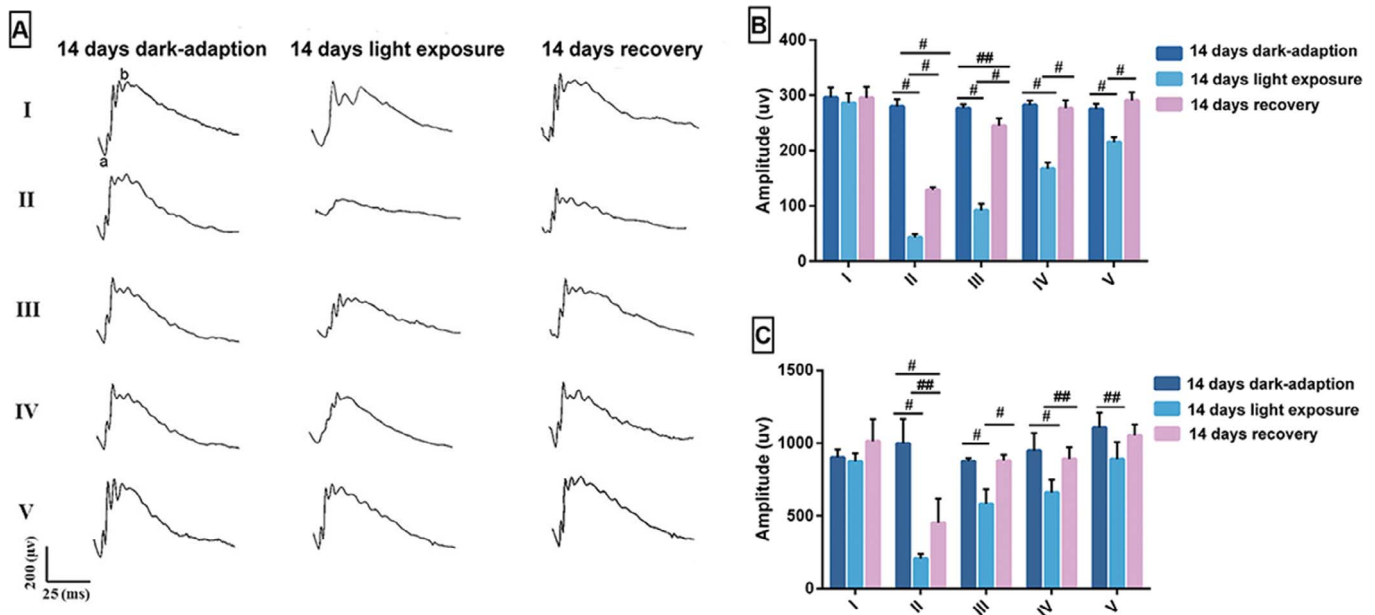 A
14 days dark-adaption
14 days light exposure
14 days recovery
I
b
a
II
III
IV
V
200 (μv)
25 (ms)
B
400
300
200
100
0
Amplitude (uv)
# # #
## # #
# #
# #
I II III IV V
14 days dark-adaption
14 days light exposure
14 days recovery
C
1500
1000
500
0
Amplitude (uv)
# ## #
# #
## #
##
I II III IV V
14 days dark-adaption
14 days light exposure
14 days recovery